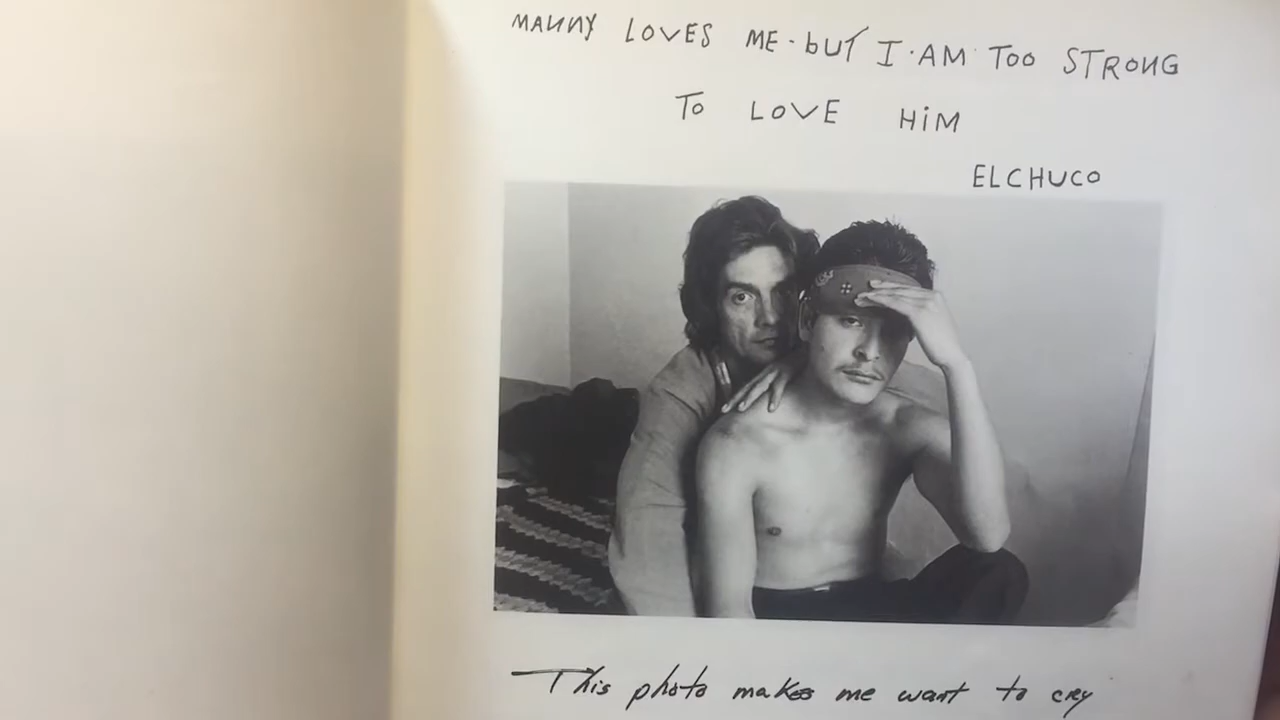 MANNY LOVES ME - bUT I · AM TOO STRONG
TO LOVE HiM
ELCHUCO
This photo makes me want to cry